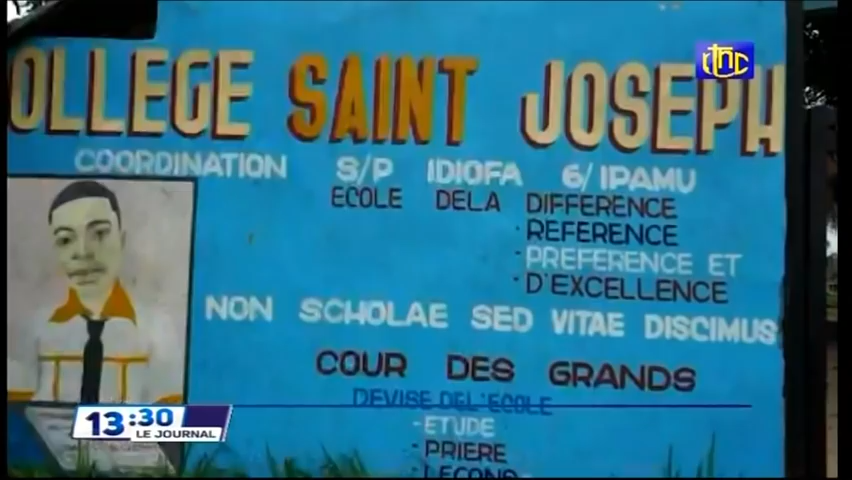 OLLEGE SAINT JOSEPH
COORDINATION S/P IDIOFA 6/IPAMU
ECOLE DELA DIFFERENCE
· REFERENCE
· PREFERENCE ET
· D'EXCELLENCE
NON SCHOLAE SED VITAE DISCIMUS
COUR DES GRANDS
DEVISE DEL'ECOLE
- ETUDE
- PRIERE
- LEÇONS
13:30
LE JOURNAL